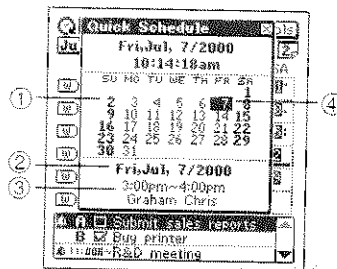 Quick Schedule
Ju
2
Fri,Jul, 7/2000
10:14:18am
SU MO TU WE TH FR SA
1
2 3 4 5 6 7 8
9 10 11 12 13 14 15
16 17 18 19 20 21 22
23 24 25 26 27 28 29
30 31
① ④
② Fri,Jul, 7/2000
③ 3:00pm~4:00pm
Graham Chris
A Submit sales reports
B Buy printer
R&D meeting